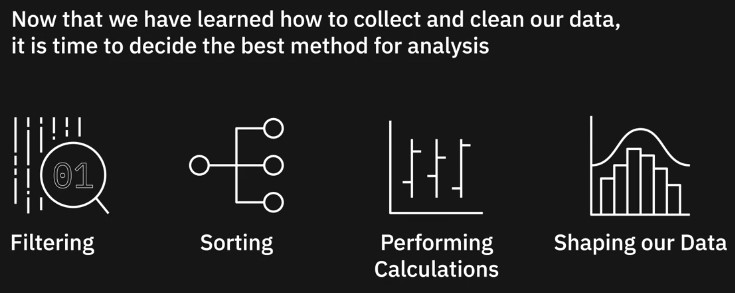 Now that we have learned how to collect and clean our data,
it is time to decide the best method for analysis
01
Filtering
Sorting
Performing
Calculations
Shaping our Data